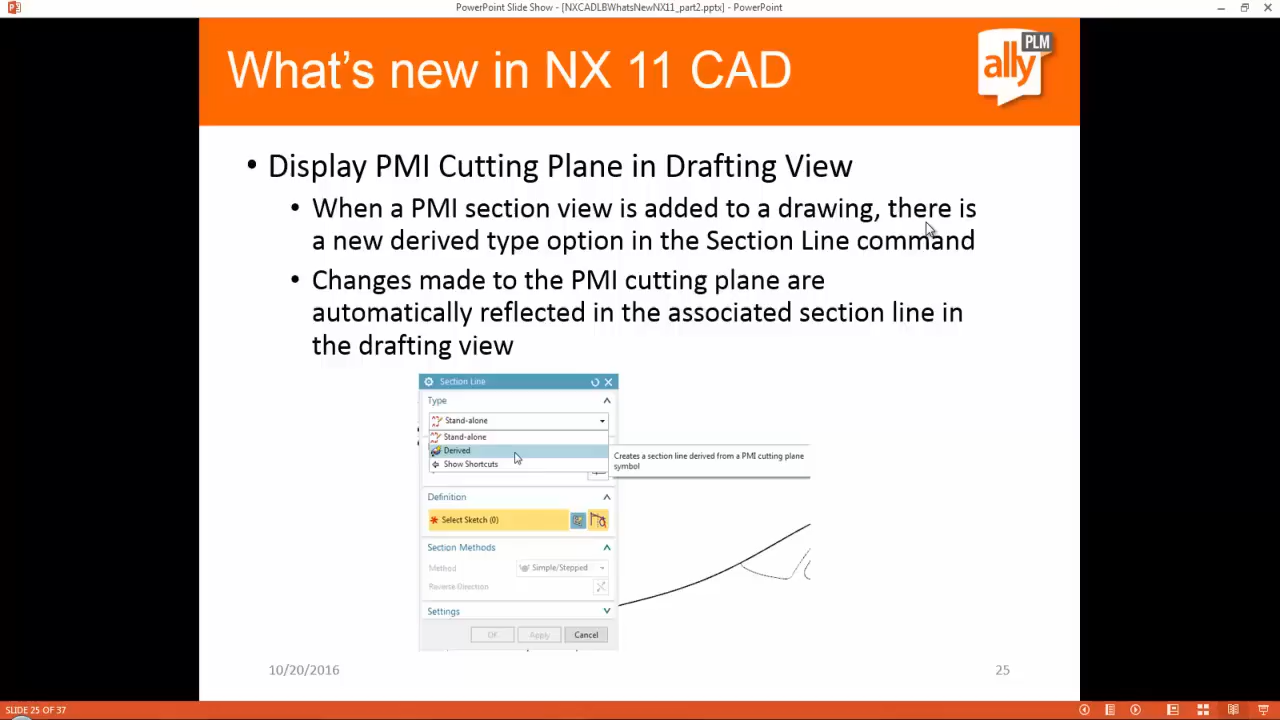 PowerPoint Slide Show - [NXCADLBWhatsNewNX11_part2.pptx] - PowerPoint
What's new in NX 11 CAD
ally PLM
• Display PMI Cutting Plane in Drafting View
• When a PMI section view is added to a drawing, there is
a new derived type option in the Section Line command
• Changes made to the PMI cutting plane are
automatically reflected in the associated section line in
the drafting view
Section Line
Type
Stand-alone
Stand-alone
Derived
Show Shortcuts
Creates a section line derived from a PMI cutting plane
symbol
Definition
* Select Sketch (0)
Section Methods
Method Simple/Stepped
Reverse Direction
Settings
OK Apply Cancel
10/20/2016 25
SLIDE 25 OF 37